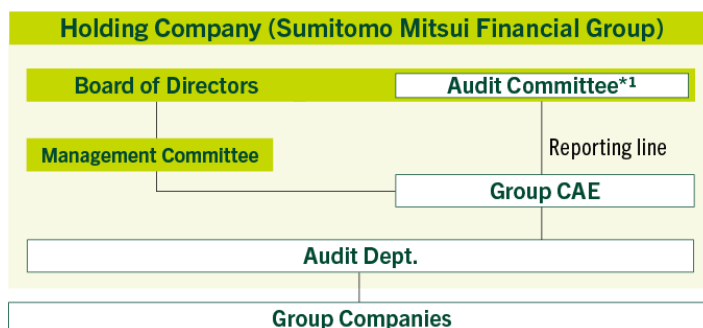 Holding Company (Sumitomo Mitsui Financial Group)
Board of Directors
Audit Committee*1
Management Committee
Reporting line
Group CAE
Audit Dept.
Group Companies